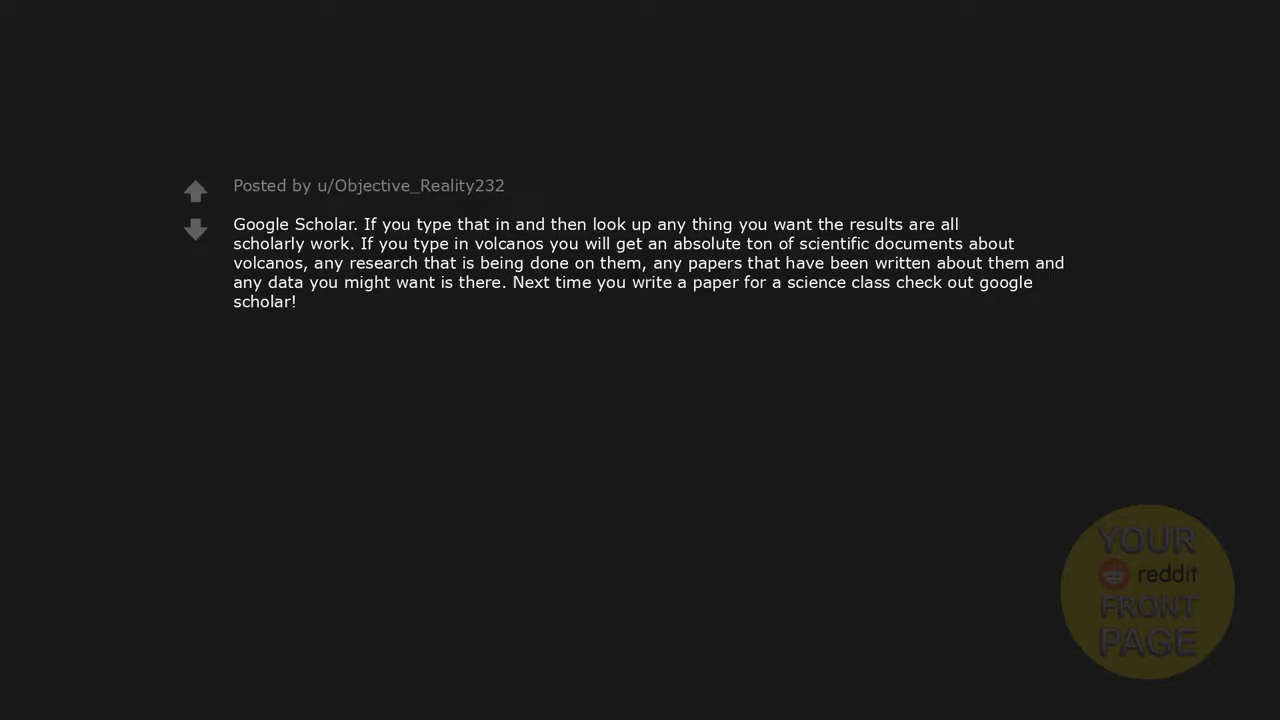 Posted by u/Objective_Reality232
Google Scholar. If you type that in and then look up any thing you want the results are all
scholarly work. If you type in volcanos you will get an absolute ton of scientific documents about
volcanos, any research that is being done on them, any papers that have been written about them and
any data you might want is there. Next time you write a paper for a science class check out google
scholar!
YOUR
reddit
FRONT
PAGE